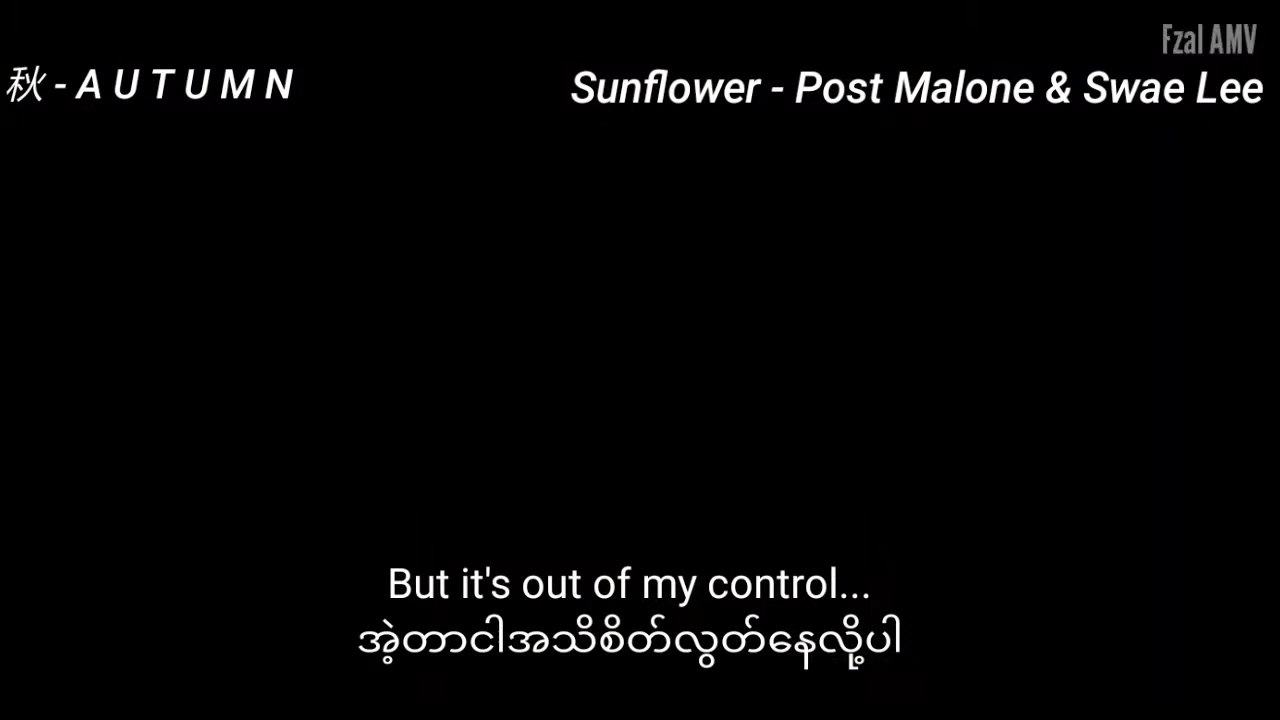 Fzal AMV
秋 - A U T U M N
Sunflower - Post Malone & Swae Lee
But it's out of my control...
အဲ့တာငါအသိစိတ်လွတ်နေလို့ပါ